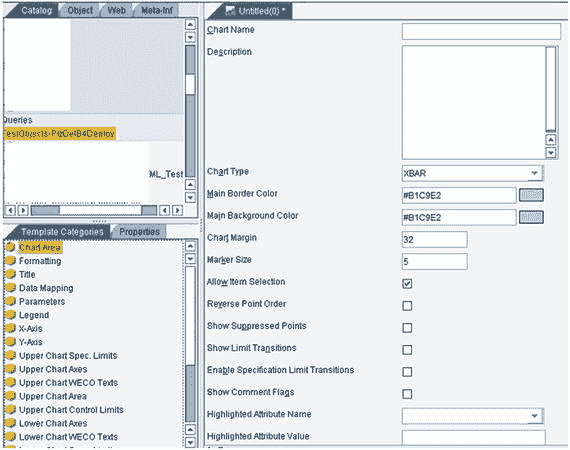 Catalog Object Web Meta-Inf
Queries
ML_Test
Template Categories Properties
Chart Area
Formatting
Title
Data Mapping
Parameters
Legend
X-Axis
Y-Axis
Upper Chart Spec. Limits
Upper Chart Axes
Upper Chart WECO Texts
Upper Chart Area
Upper Chart Control Limits
Lower Chart Axes
Lower Chart WECO Texts
Untitled(0) *
Chart Name
Description
Chart Type XBAR
Main Border Color #B1C9E2
Main Background Color #B1C9E2
Chart Margin 32
Marker Size 5
Allow Item Selection
Reverse Point Order
Show Suppressed Points
Show Limit Transitions
Enable Specification Limit Transitions
Show Comment Flags
Highlighted Attribute Name
Highlighted Attribute Value